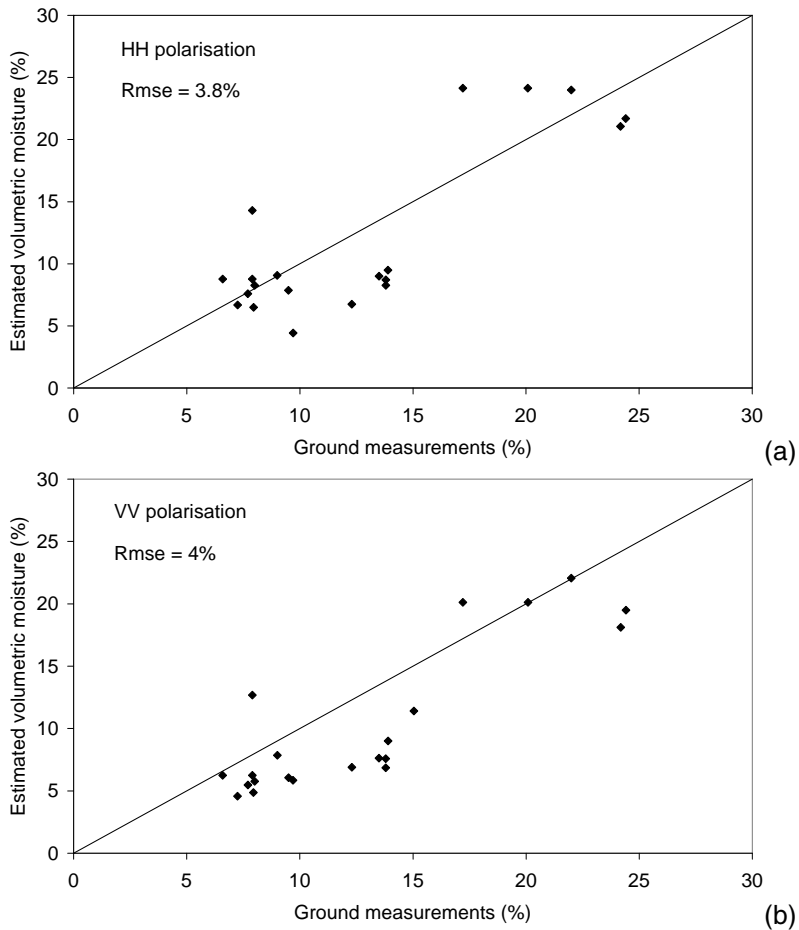 HH polarisation
Rmse = 3.8%
Estimated volumetric moisture (%)
30
25
20
15
10
5
0
0 5 10 15 20 25 30
Ground measurements (%)
(a)
VV polarisation
Rmse = 4%
Estimated volumetric moisture (%)
30
25
20
15
10
5
0
0 5 10 15 20 25 30
Ground measurements (%)
(b)